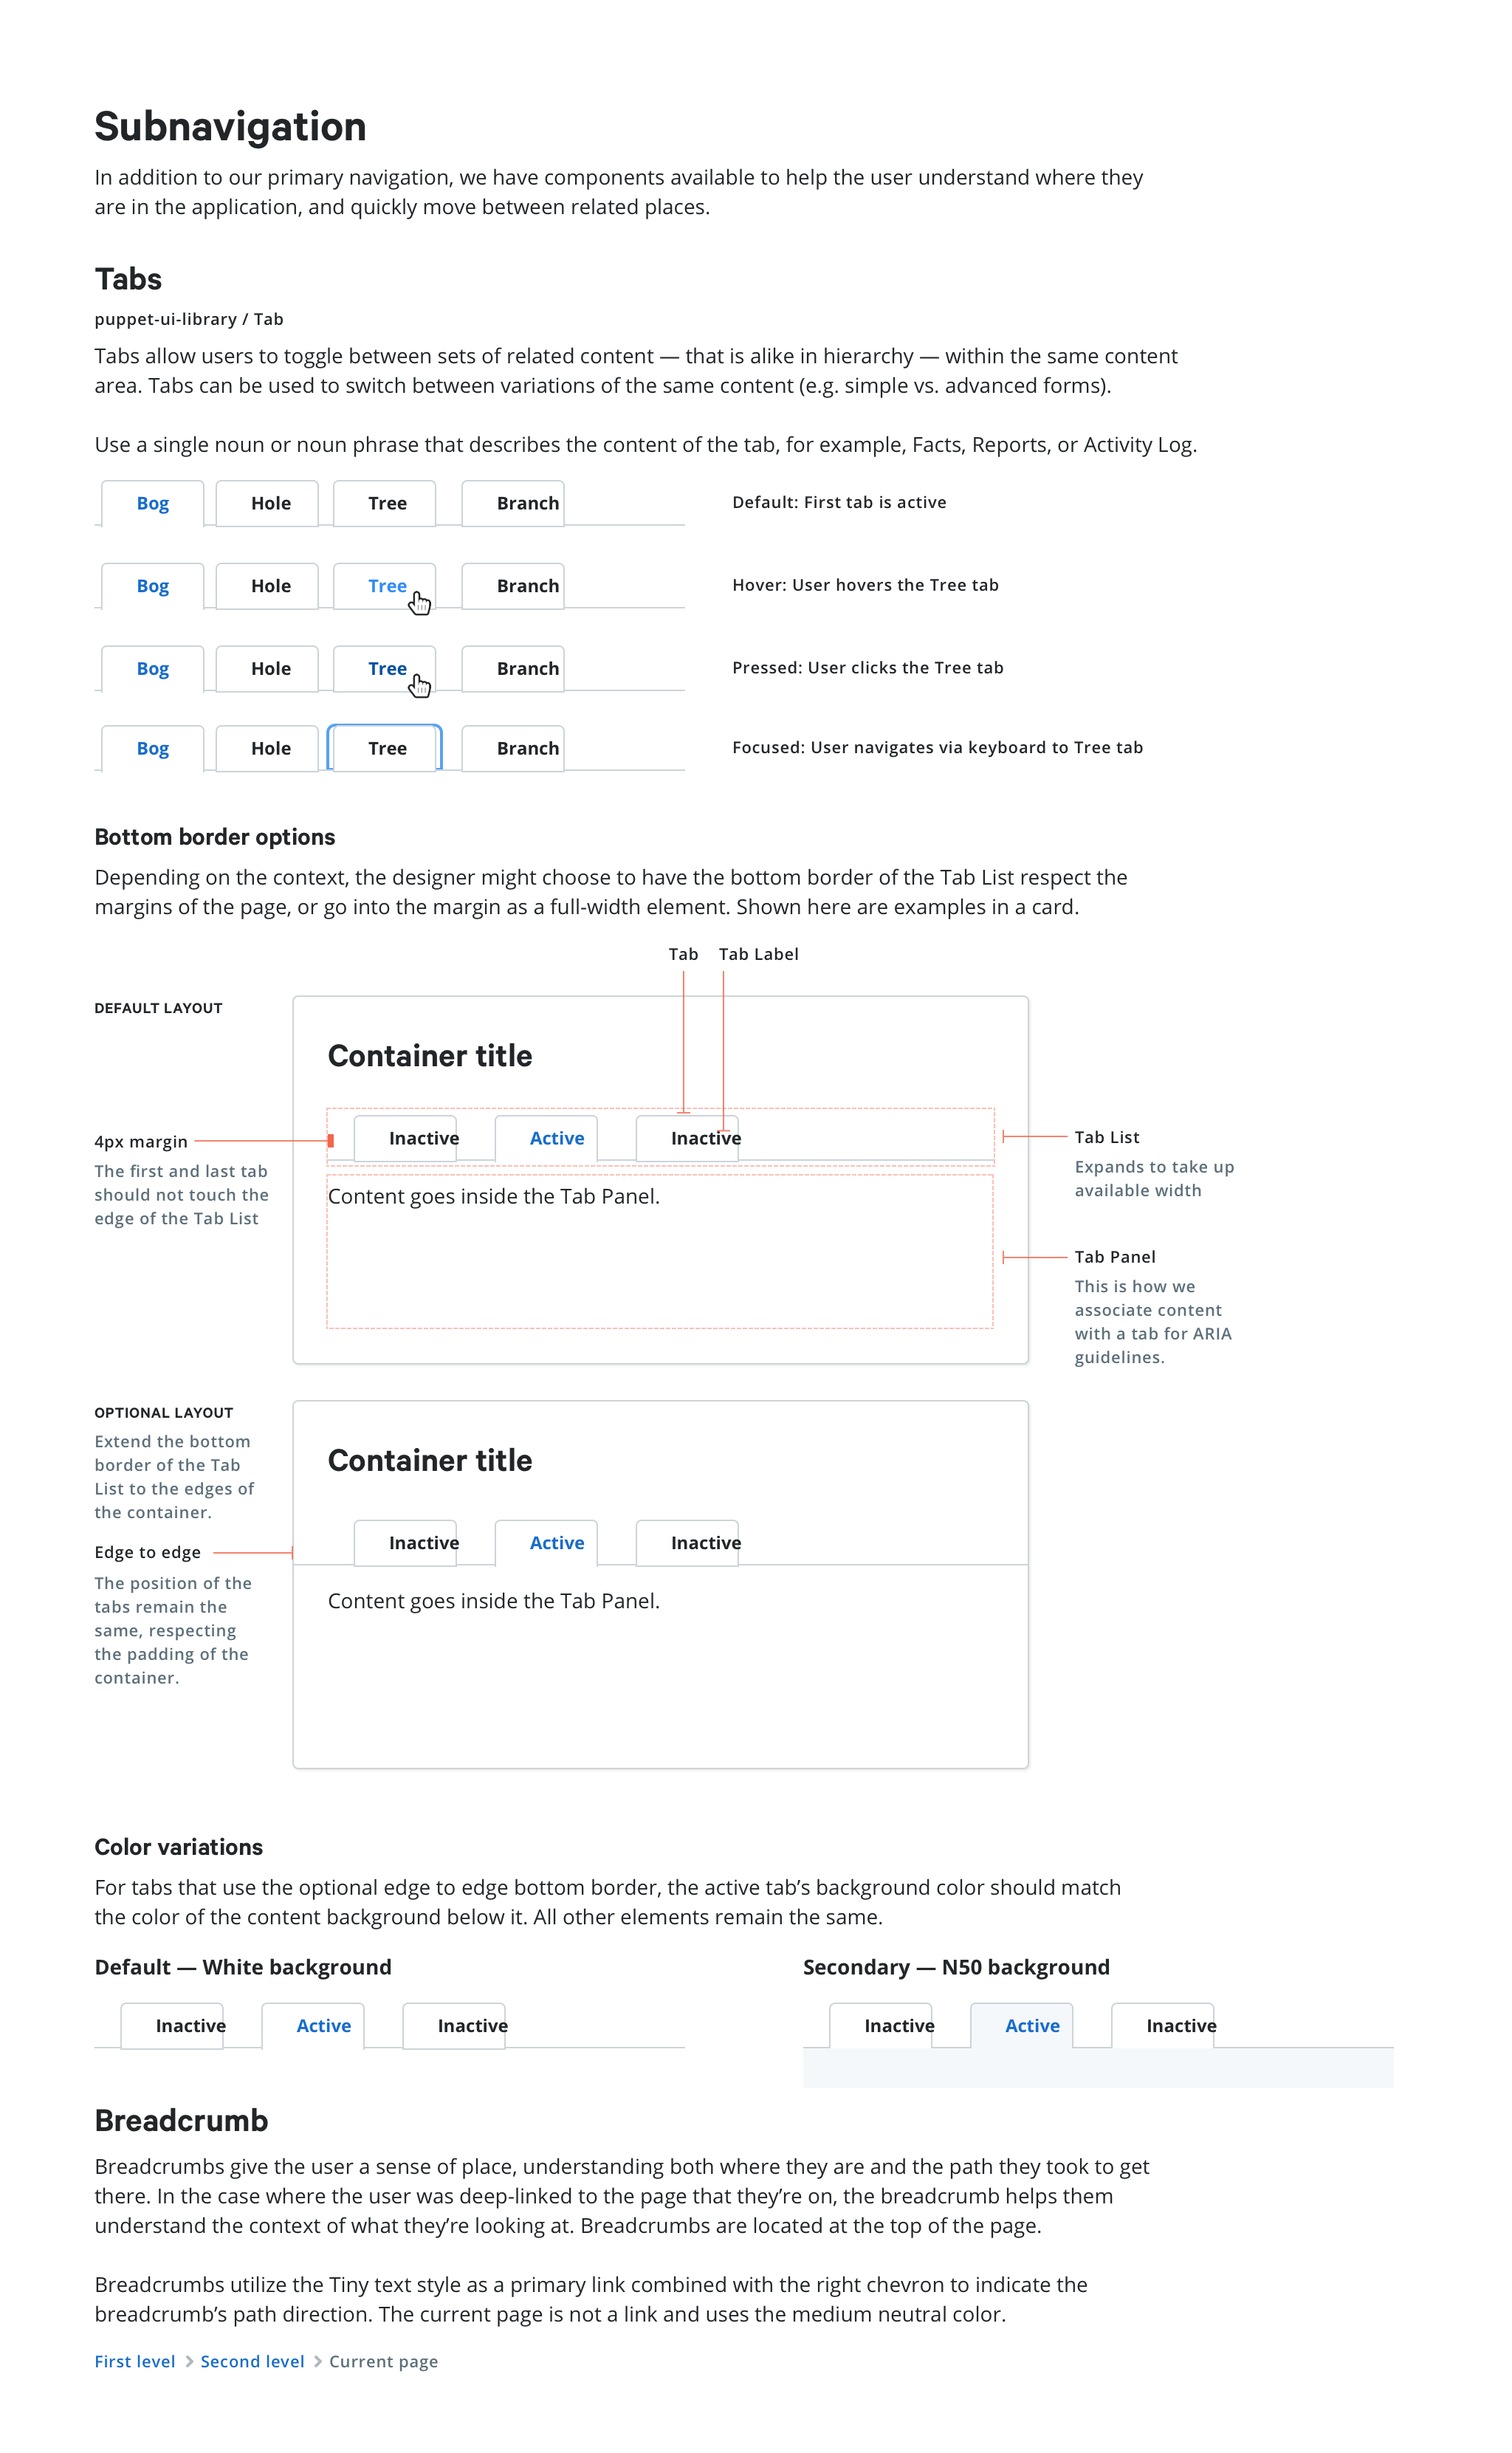 Subnavigation
In addition to our primary navigation, we have components available to help the user understand where they
are in the application, and quickly move between related places.
Tabs
puppet-ui-library / Tab
Tabs allow users to toggle between sets of related content — that is alike in hierarchy — within the same content
area. Tabs can be used to switch between variations of the same content (e.g. simple vs. advanced forms).
Use a single noun or noun phrase that describes the content of the tab, for example, Facts, Reports, or Activity Log.
Bog Hole Tree Branch Default: First tab is active
Bog Hole Tree Branch Hover: User hovers the Tree tab
Bog Hole Tree Branch Pressed: User clicks the Tree tab
Bog Hole Tree Branch Focused: User navigates via keyboard to Tree tab
Bottom border options
Depending on the context, the designer might choose to have the bottom border of the Tab List respect the
margins of the page, or go into the margin as a full-width element. Shown here are examples in a card.
Tab Tab Label
DEFAULT LAYOUT
Container title
Inactive Active Inactive
4px margin
The first and last tab
should not touch the
edge of the Tab List
Content goes inside the Tab Panel.
Tab List
Expands to take up
available width
Tab Panel
This is how we
associate content
with a tab for ARIA
guidelines.
OPTIONAL LAYOUT
Extend the bottom
border of the Tab
List to the edges of
the container.
Edge to edge
The position of the
tabs remain the
same, respecting
the padding of the
container.
Container title
Inactive Active Inactive
Content goes inside the Tab Panel.
Color variations
For tabs that use the optional edge to edge bottom border, the active tab’s background color should match
the color of the content background below it. All other elements remain the same.
Default — White background
Inactive Active Inactive
Secondary — N50 background
Inactive Active Inactive
Breadcrumb
Breadcrumbs give the user a sense of place, understanding both where they are and the path they took to get
there. In the case where the user was deep-linked to the page that they’re on, the breadcrumb helps them
understand the context of what they’re looking at. Breadcrumbs are located at the top of the page.
Breadcrumbs utilize the Tiny text style as a primary link combined with the right chevron to indicate the
breadcrumb’s path direction. The current page is not a link and uses the medium neutral color.
First level > Second level > Current page